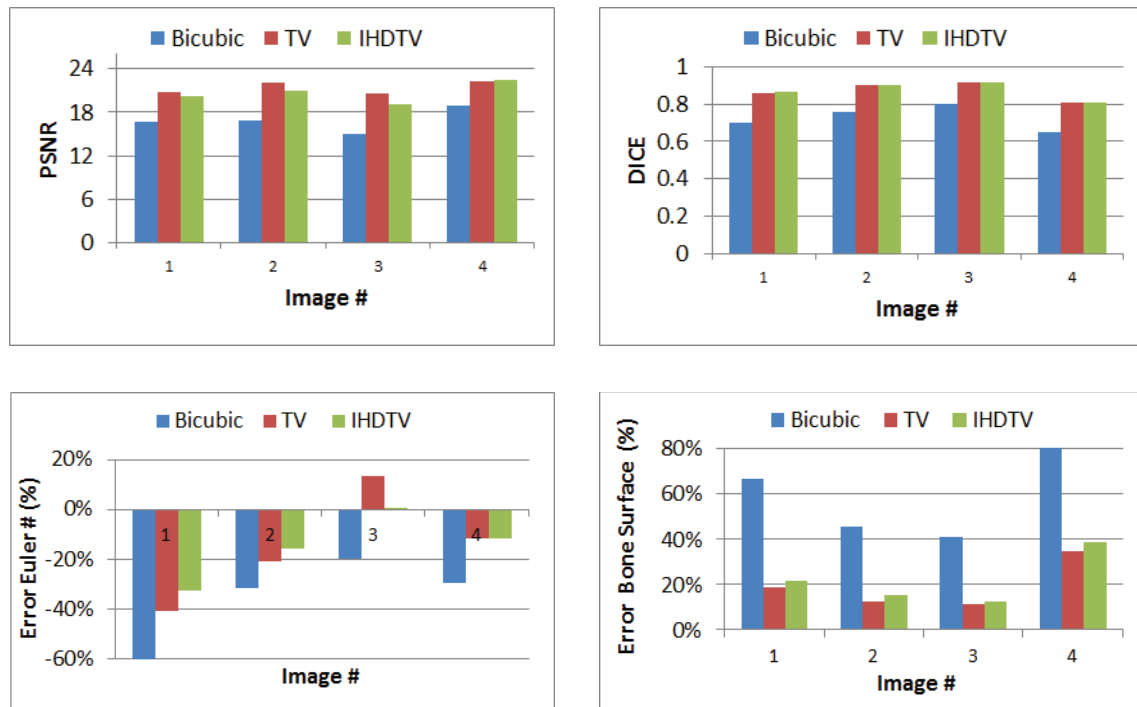 Bicubic TV IHDTV
24
18
12
6
0
PSNR
1 2 3 4
Image #
Bicubic TV IHDTV
1
0.8
0.6
0.4
0.2
0
DICE
1 2 3 4
Image #
Bicubic TV IHDTV
20%
0%
-20%
-40%
-60%
Error Euler # (%)
1 2 3 4
Image #
Bicubic TV IHDTV
80%
60%
40%
20%
0%
Error Bone Surface (%)
1 2 3 4
Image #